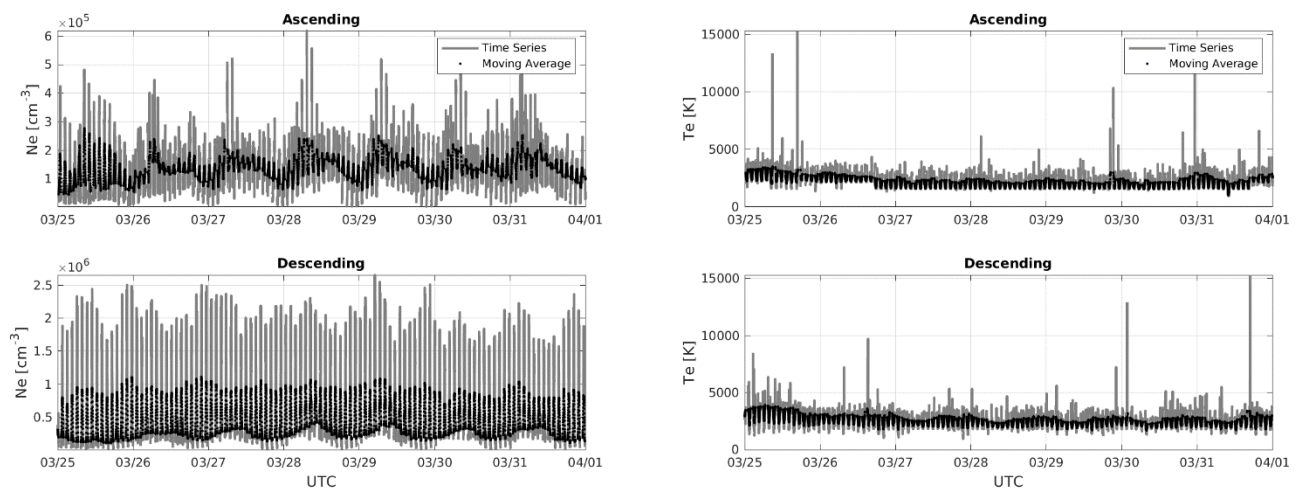 Ascending
×10⁵
Ne [cm⁻³]
6
5
4
3
2
1
Time Series
Moving Average
03/25 03/26 03/27 03/28 03/29 03/30 03/31 04/01
Ascending
Te [K]
15000
10000
5000
0
Time Series
Moving Average
03/25 03/26 03/27 03/28 03/29 03/30 03/31 04/01
Descending
×10⁶
Ne [cm⁻³]
2.5
2
1.5
1
0.5
03/25 03/26 03/27 03/28 03/29 03/30 03/31 04/01
UTC
Descending
Te [K]
15000
10000
5000
0
03/25 03/26 03/27 03/28 03/29 03/30 03/31 04/01
UTC